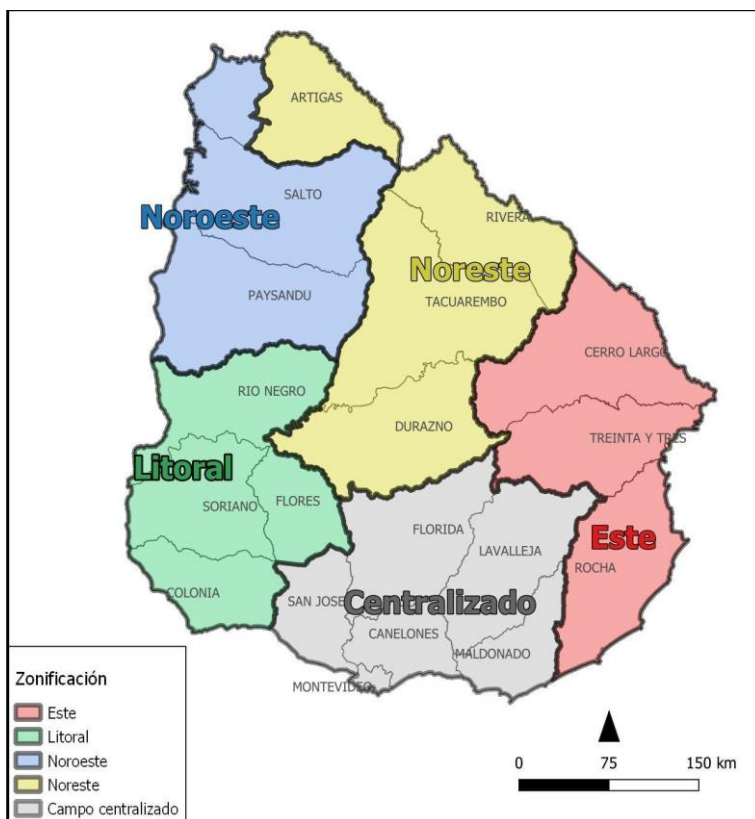 ARTIGAS
SALTO
Noroeste
RIVERA
Noreste
PAYSANDU
TACUAREMBO
CERRO LARGO
RIO NEGRO
DURAZNO
TREINTA Y TRES
Litoral
SORIANO
FLORES
FLORIDA
LAVALLEJA
Este
ROCHA
COLONIA
SAN JOSE
Centralizado
CANELONES
MALDONADO
MONTEVIDEO
Zonificación
Este
Litoral
Noroeste
Noreste
Campo centralizado
0 75 150 km